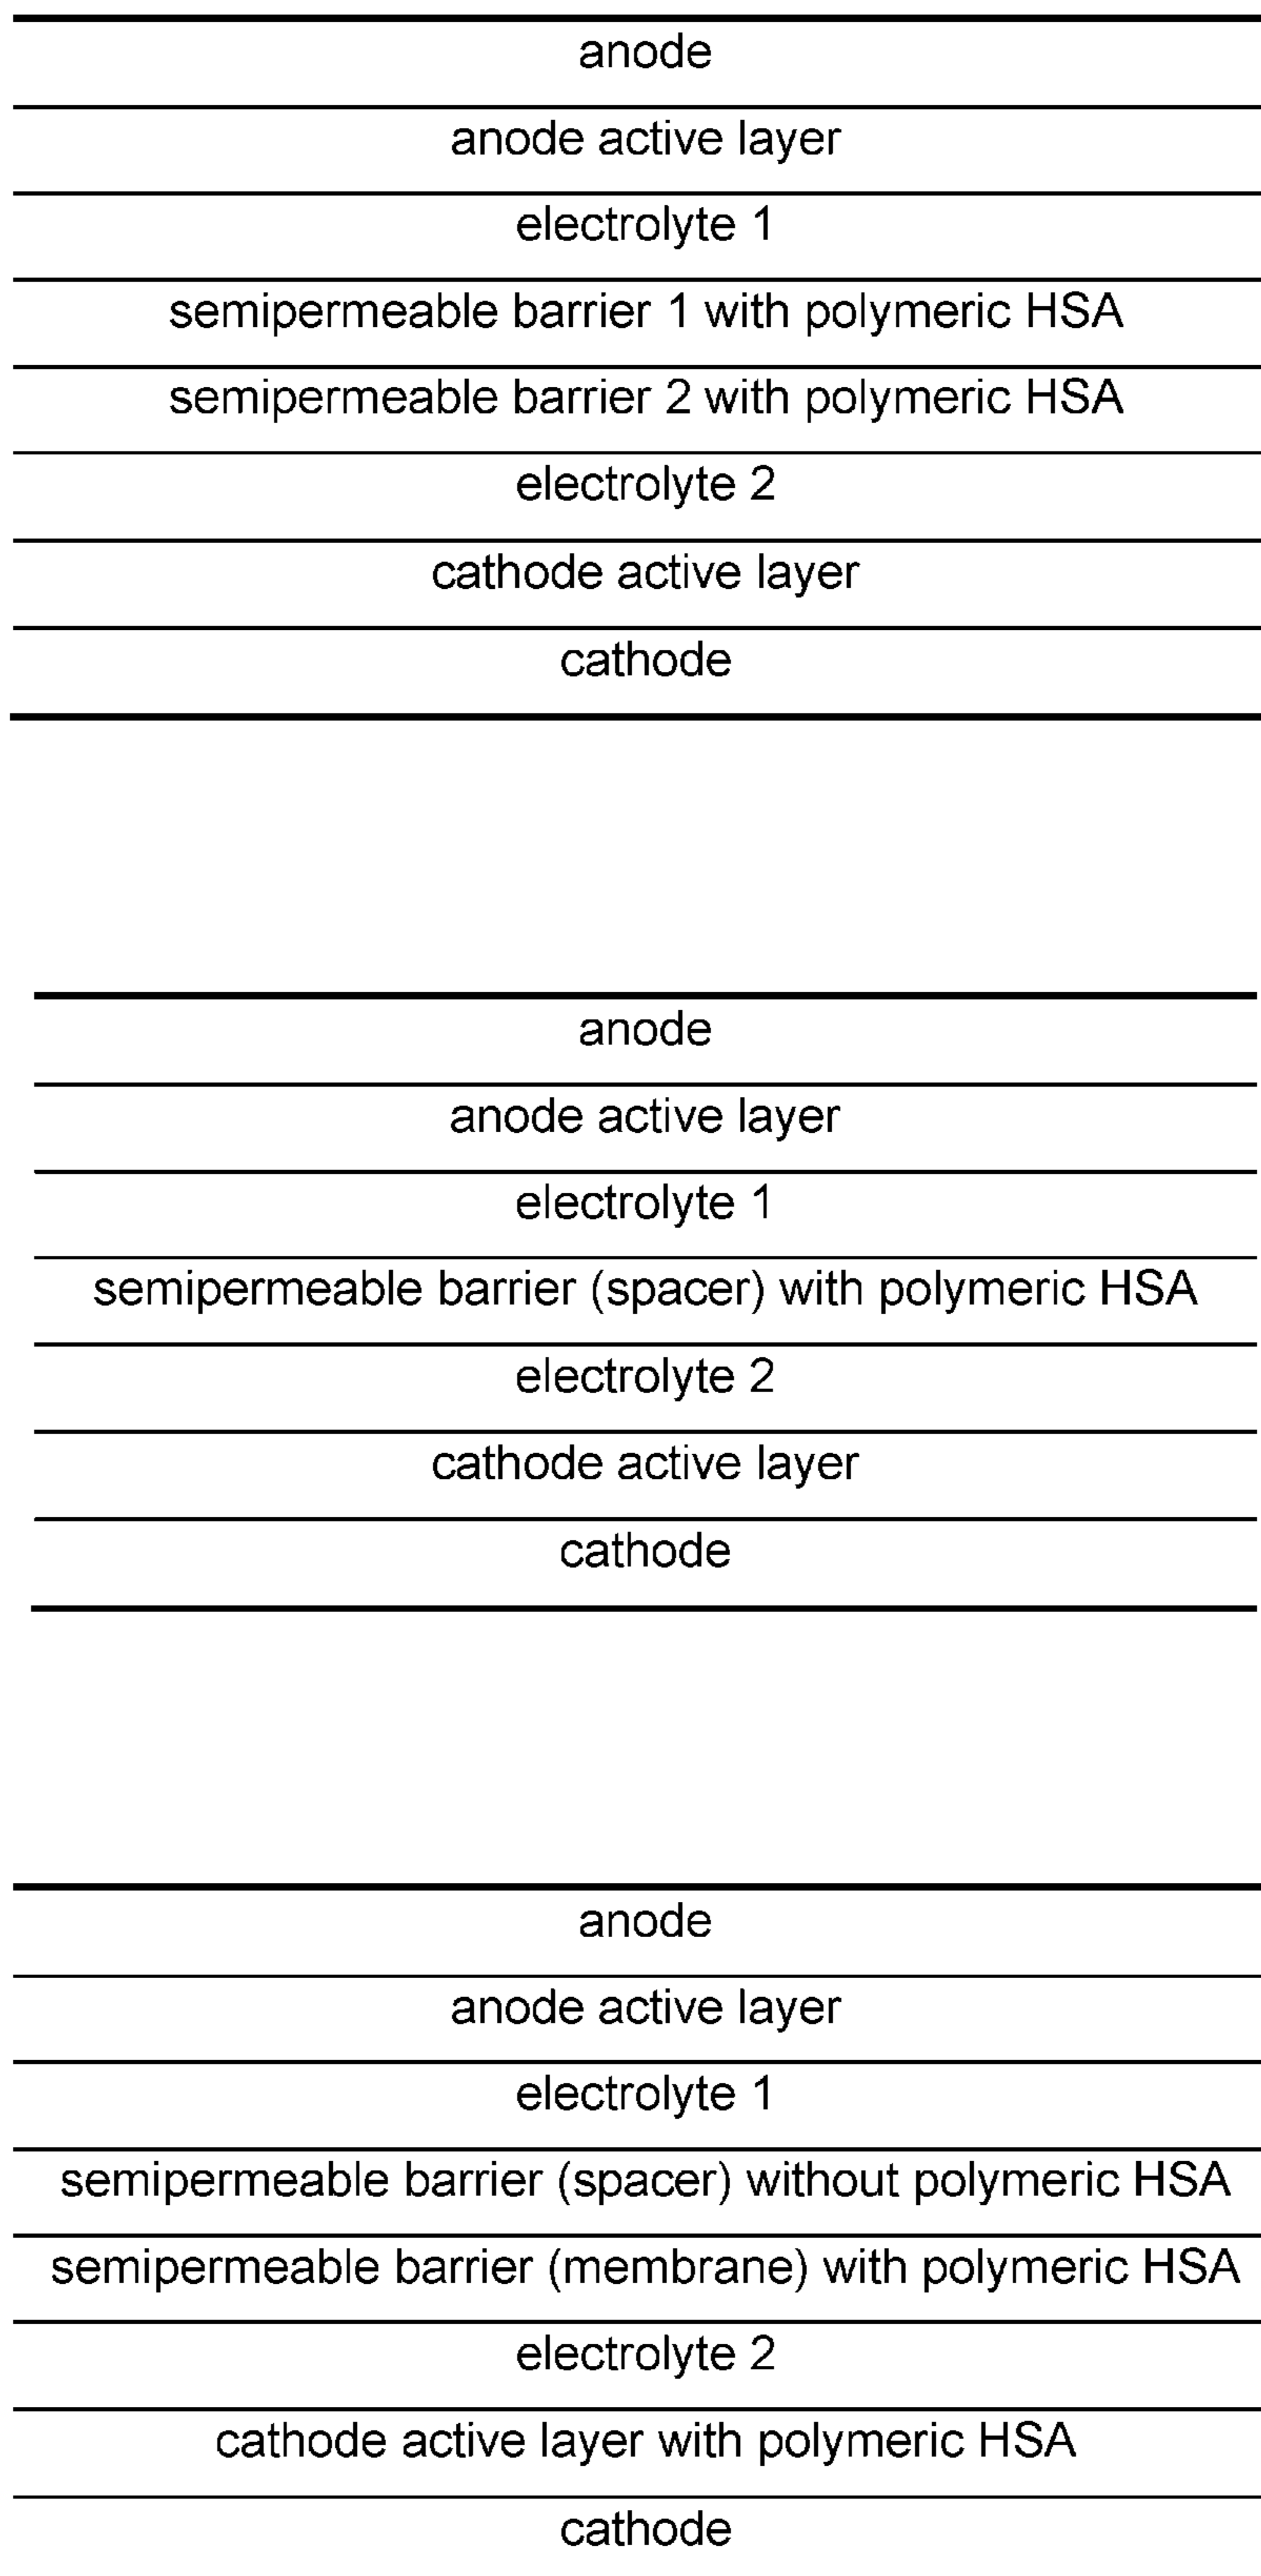 anode
anode active layer
electrolyte 1
semipermeable barrier 1 with polymeric HSA
semipermeable barrier 2 with polymeric HSA
electrolyte 2
cathode active layer
cathode
anode
anode active layer
electrolyte 1
semipermeable barrier (spacer) with polymeric HSA
electrolyte 2
cathode active layer
cathode
anode
anode active layer
electrolyte 1
semipermeable barrier (spacer) without polymeric HSA
semipermeable barrier (membrane) with polymeric HSA
electrolyte 2
cathode active layer with polymeric HSA
cathode